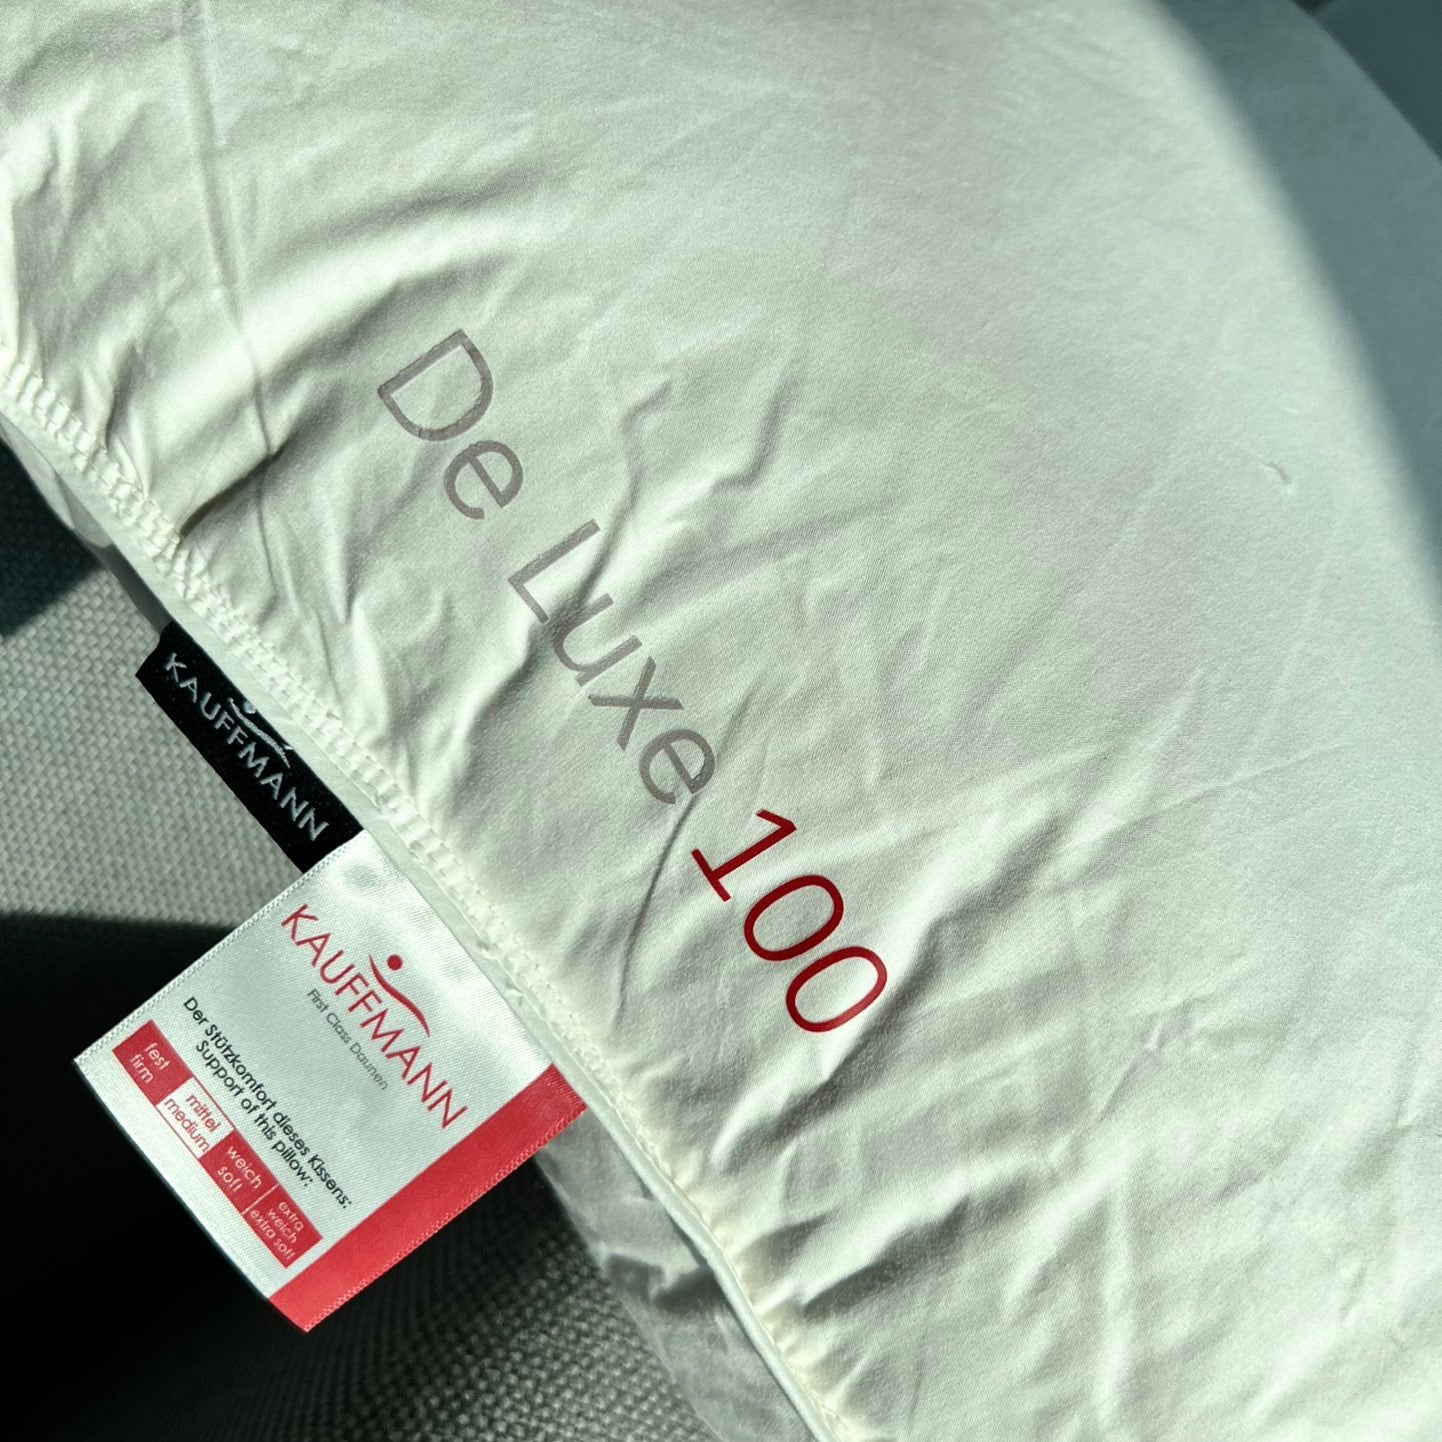 De Luxe 100
KAUFFMANN
KAUFFMANN
First Class Daunen
Der Stützkomfort dieses Kissens:
Support of this pillow:
fest
firm
mittel
medium
weich
soft
extra
weich
extra soft